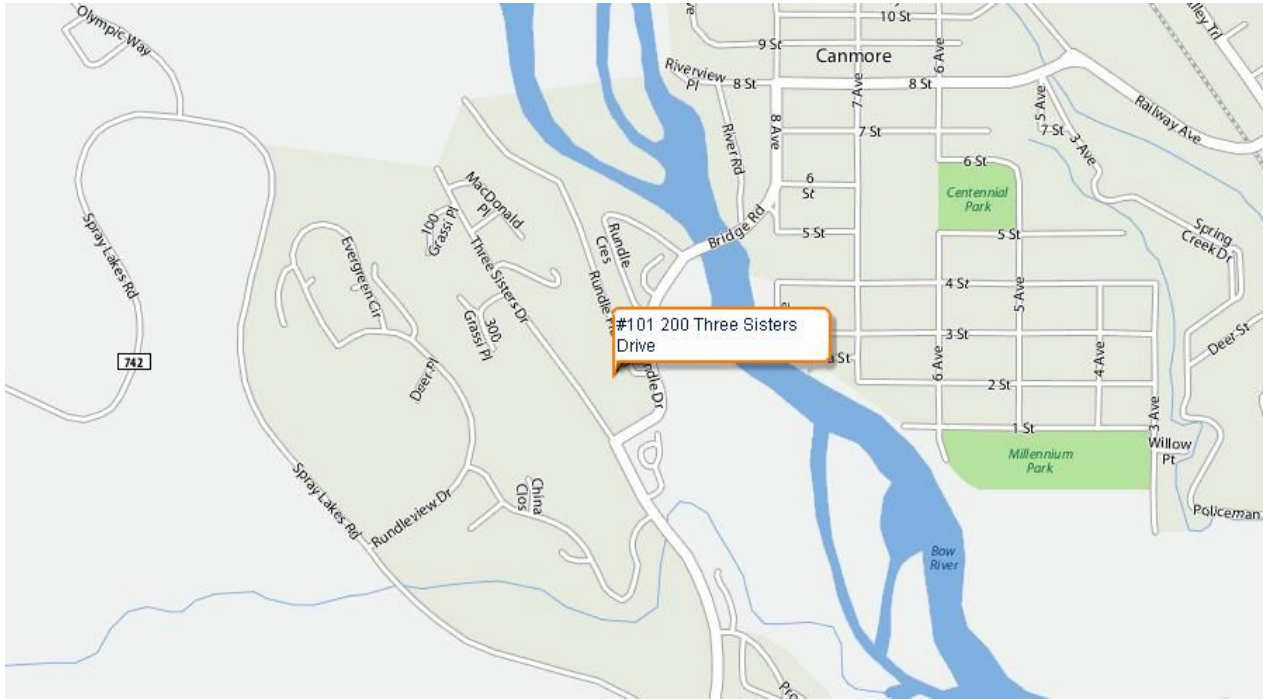 Olympic Way
10 St
9 St
Canmore
Riverview
Pl
8 St
8 St
6 Ave
7 Ave
8 Ave
7 St
5 Ave
7 St
3 Ave
Railway Ave
River Rd
6
St
6 St
Centennial
Park
Spring
Creek Dr
MacDonald
Pl
100
Grassi Pl
Spray Lakes Rd
Evergreen Cir
Three Sisters Dr
Rundle
Cres
Bridge Rd
5 St
5 St
4 St
5 Ave
#101 200 Three Sisters
Drive
3 St
Deer St
742
300
Grassi Pl
Deer Pl
6 Ave
4 Ave
2 St
3 Ave
1 St
Willow
Pt
Millennium
Park
China
Clos
Spray Lakes Rd
Rundleview Dr
Policeman
Bow
River